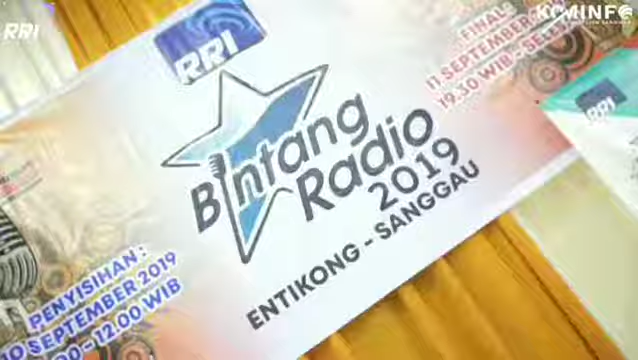 RRI
KOMINFO
RRI
Bintang
Radio
2019
ENTIKONG - SANGGAU
FINAL:
11 SEPTEMBER
19.30 WIB -
RRI
PENYISIHAN :
SEPTEMBER 2019
- 12.00 WIB